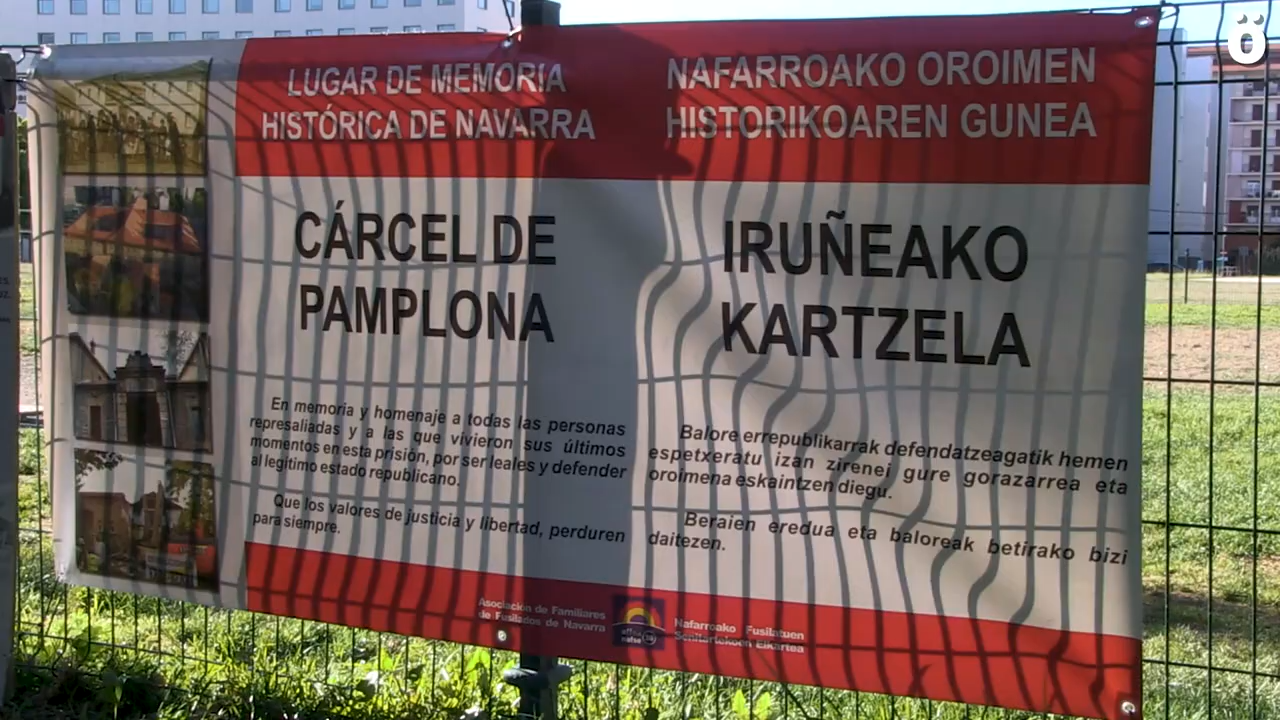 LUGAR DE MEMORIA
HISTÓRICA DE NAVARRA
NAFARROAKO OROIMEN
HISTORIKOAREN GUNEA
CÁRCEL DE
PAMPLONA
IRUÑEAKO
KARTZELA
En memoria y homenaje a todas las personas
represaliadas y a las que vivieron sus últimos
momentos en esta prisión, por ser leales y defender
al legítimo estado republicano.
Que los valores de justicia y libertad, perduren
para siempre.
Balore errepublikarrak defendatzeagatik hemen
espetxeratu izan zirenei gure gorazarrea eta
oroimena eskaintzen diegu.
Beraien eredua eta baloreak betirako bizi
daitezen.
Asociación de Familiares
de Fusilados de Navarra
Nafarroako Fusilatuen
Senitartekoen Elkartea
ö